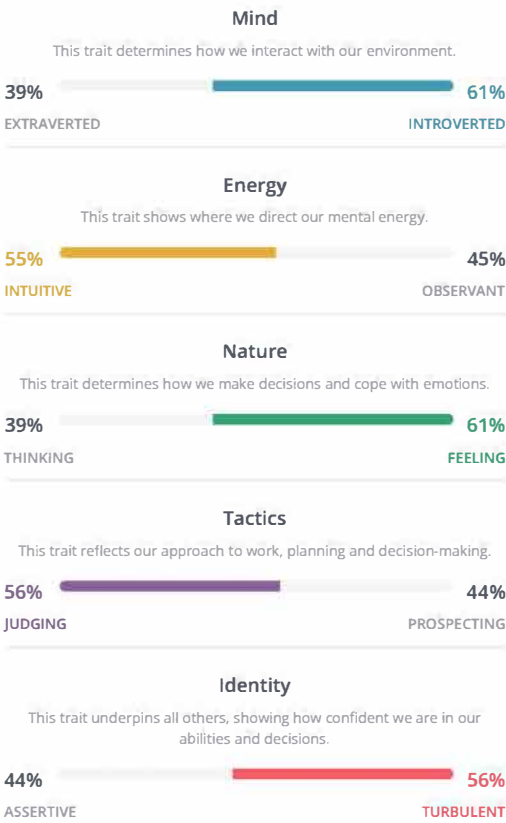 Mind
This trait determines how we interact with our environment.
39% 61%
EXTRAVERTED INTROVERTED
Energy
This trait shows where we direct our mental energy.
55% 45%
INTUITIVE OBSERVANT
Nature
This trait determines how we make decisions and cope with emotions.
39% 61%
THINKING FEELING
Tactics
This trait reflects our approach to work, planning and decision-making.
56% 44%
JUDGING PROSPECTING
Identity
This trait underpins all others, showing how confident we are in our
abilities and decisions.
44% 56%
ASSERTIVE TURBULENT